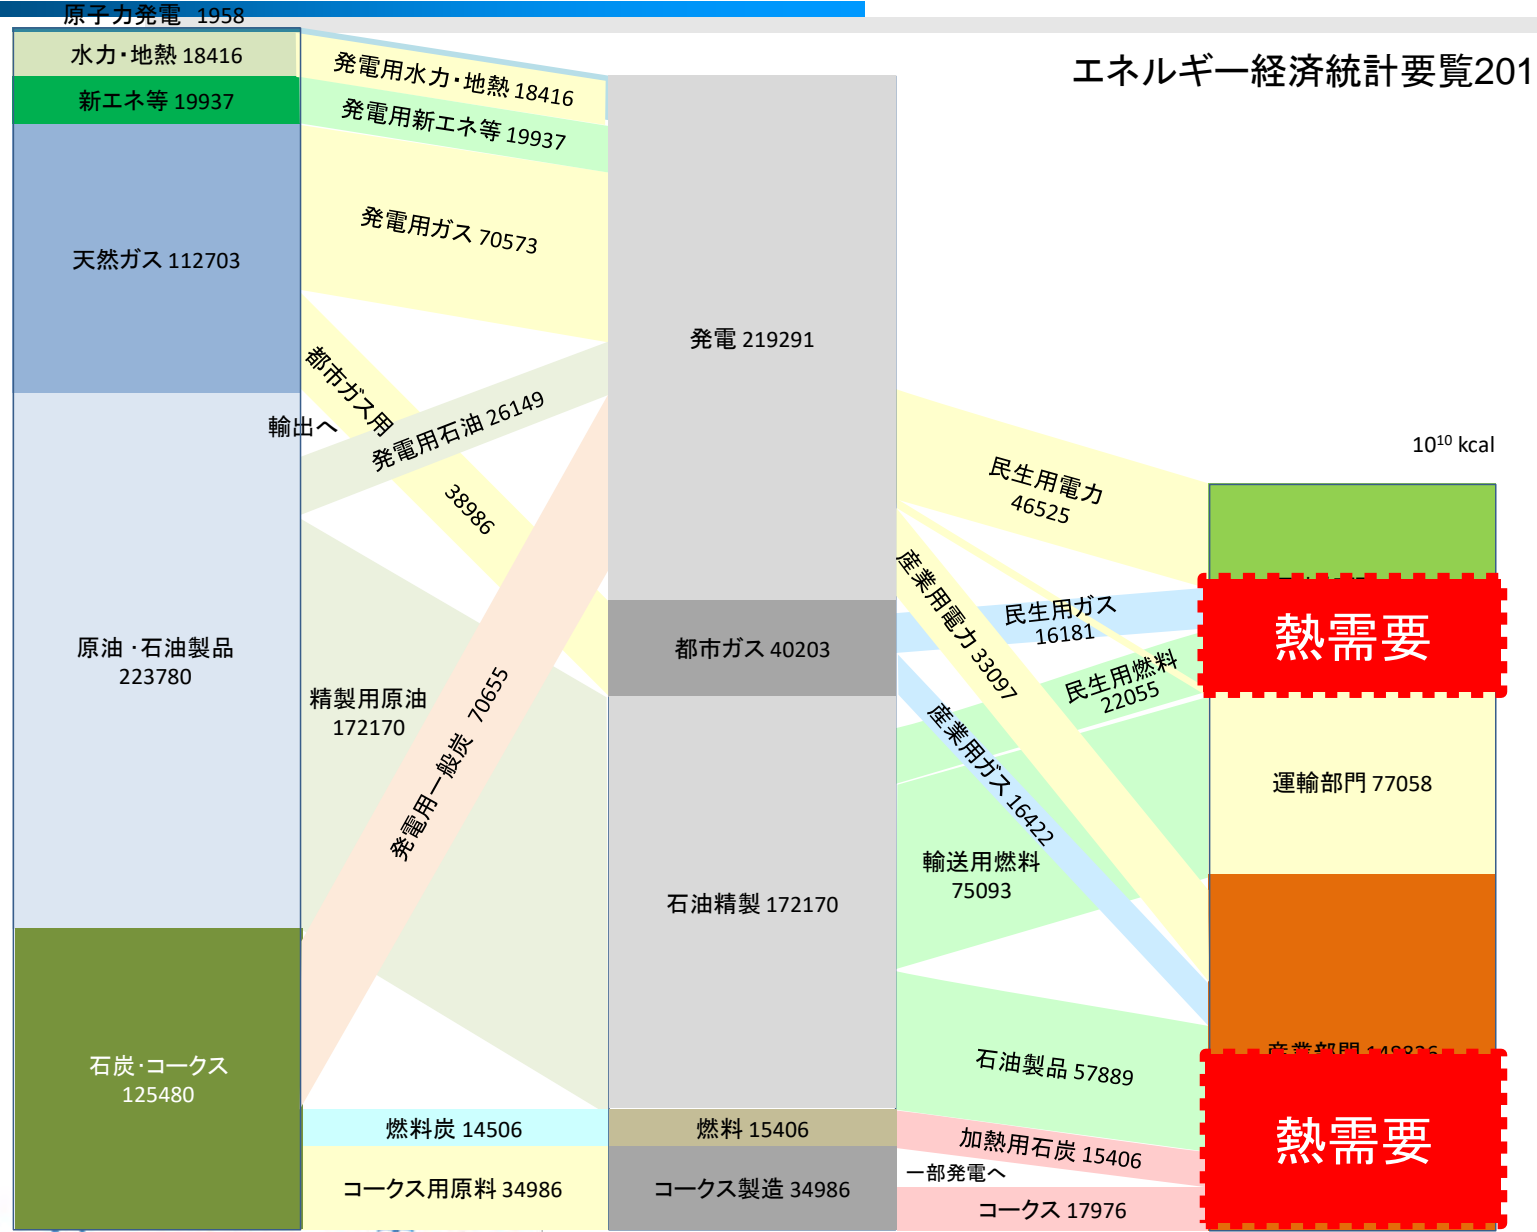 原子力発電 1958
水力・地熱 18416
新エネ等 19937
天然ガス 112703
原油・石油製品
223780
石炭・コークス
125480
発電用水力・地熱 18416
発電用新エネ等 19937
発電用ガス 70573
都市ガス用
38986
輸出へ
発電用石油 26149
精製用原油
172170
発電用一般炭 70655
燃料炭 14506
コークス用原料 34986
発電 219291
都市ガス 40203
石油精製 172170
燃料 15406
コークス製造 34986
エネルギー経済統計要覧201
10¹⁰ kcal
民生用電力
46525
産業用電力 33097
民生用ガス
16181
民生用燃料
22055
産業用ガス 16422
輸送用燃料
75093
石油製品 57889
加熱用石炭 15406
一部発電へ
コークス 17976
熱需要
運輸部門 77058
産業部門 148826
熱需要